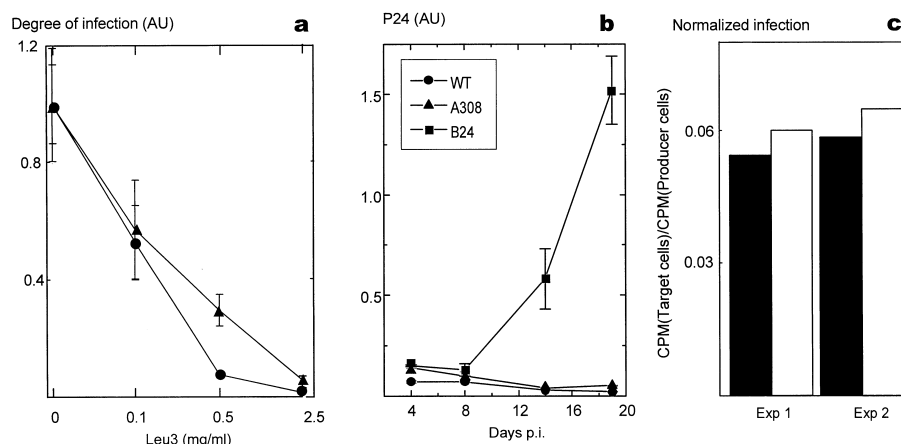 Degree of infection (AU) a
1.2
0.8
0.4
0 0.1 0.5 2.5
Leu3 (mg/ml)
P24 (AU) b
WT
A308
B24
1.5
1.0
0.5
4 8 12 16 20
Days p.i.
Normalized infection c
CPM(Target cells)/CPM(Producer cells)
0.06
0.03
Exp 1 Exp 2